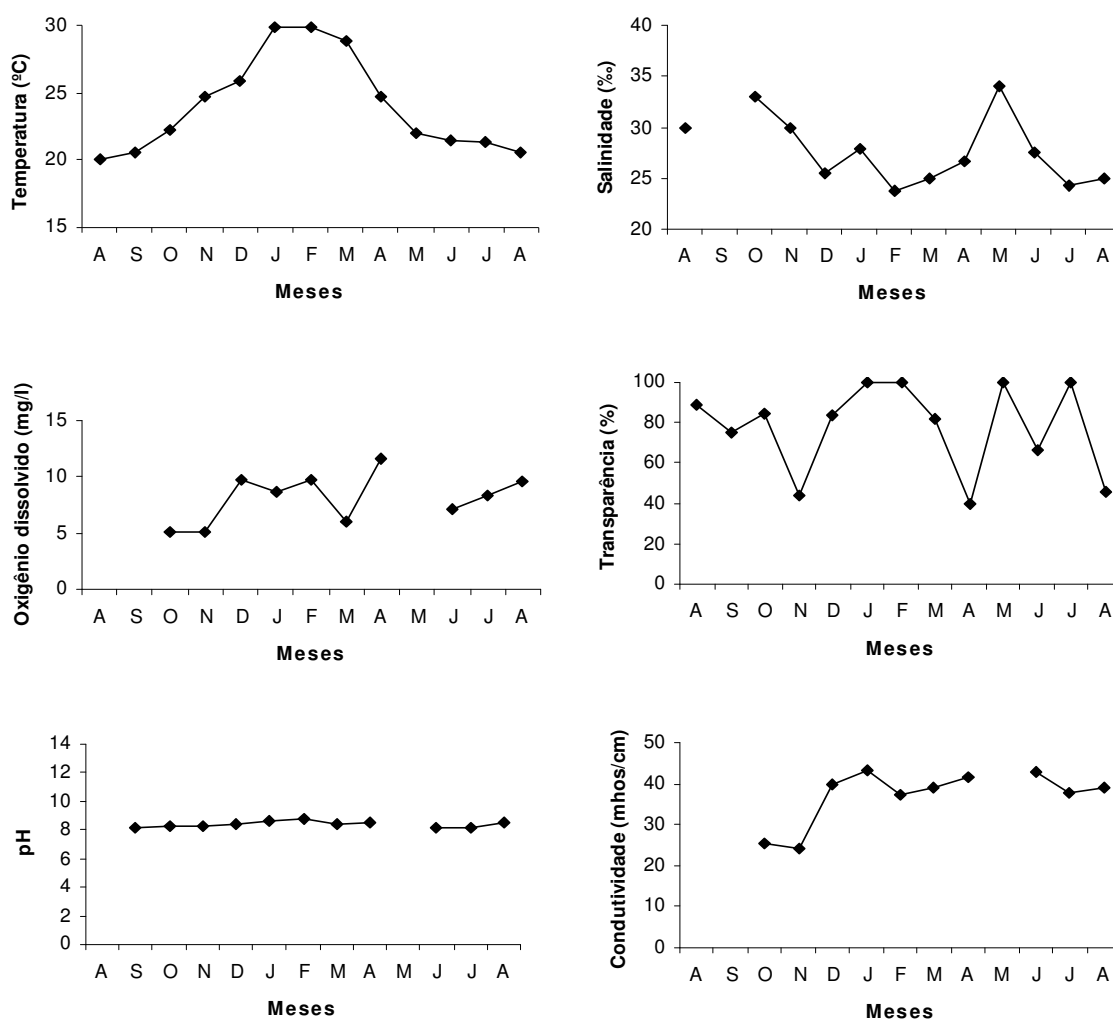 Temperatura (ºC)
30
25
20
15
A S O N D J F M A M J J A
Meses
Salinidade (‰)
40
35
30
25
20
A S O N D J F M A M J J A
Meses
Oxigênio dissolvido (mg/l)
15
10
5
0
A S O N D J F M A M J J A
Meses
Transparência (%)
100
80
60
40
20
0
A S O N D J F M A M J J A
Meses
pH
14
12
10
8
6
4
2
0
A S O N D J F M A M J J A
Meses
Condutividade (mhos/cm)
50
40
30
20
10
0
A S O N D J F M A M J J A
Meses